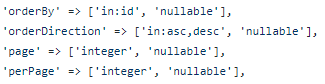 'orderBy' => ['in:id', 'nullable'],
'orderDirection' => ['in:asc,desc', 'nullable'],
'page' => ['integer', 'nullable'],
'perPage' => ['integer', 'nullable'],